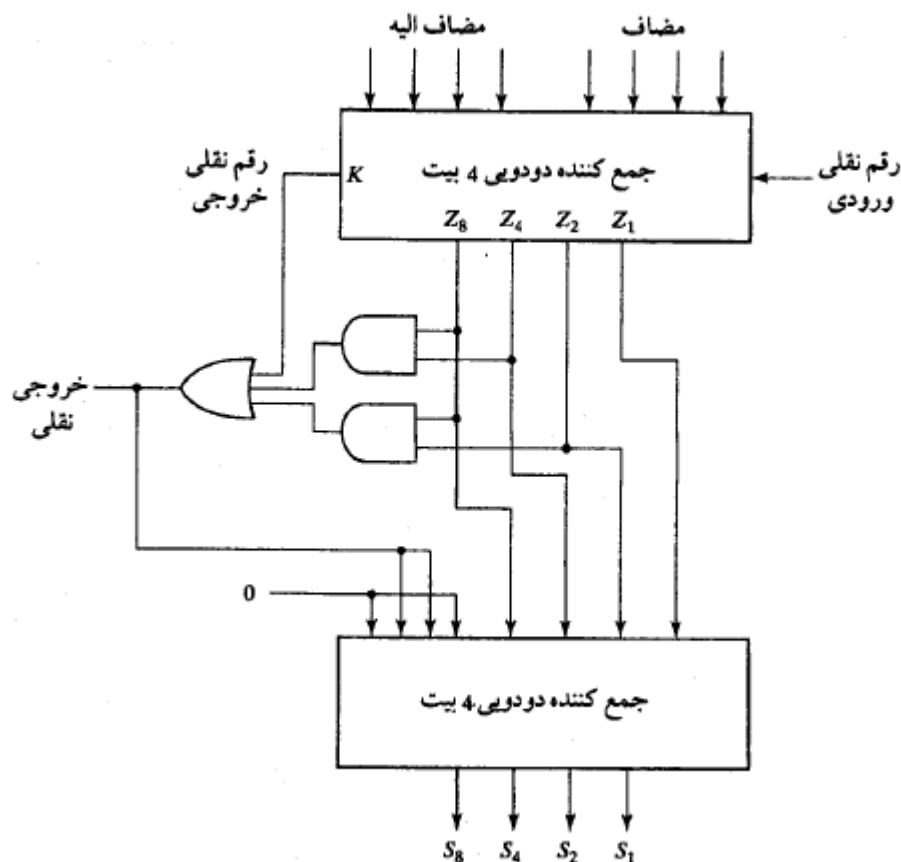 مضاف الیه
مضاف
جمع کننده دودویی 4 بیت
K
Z8 Z4 Z2 Z1
رقم نقلی
ورودی
رقم نقلی
خروجی
خروجی
نقلی
0
جمع کننده دودویی 4 بیت
S8 S4 S2 S1